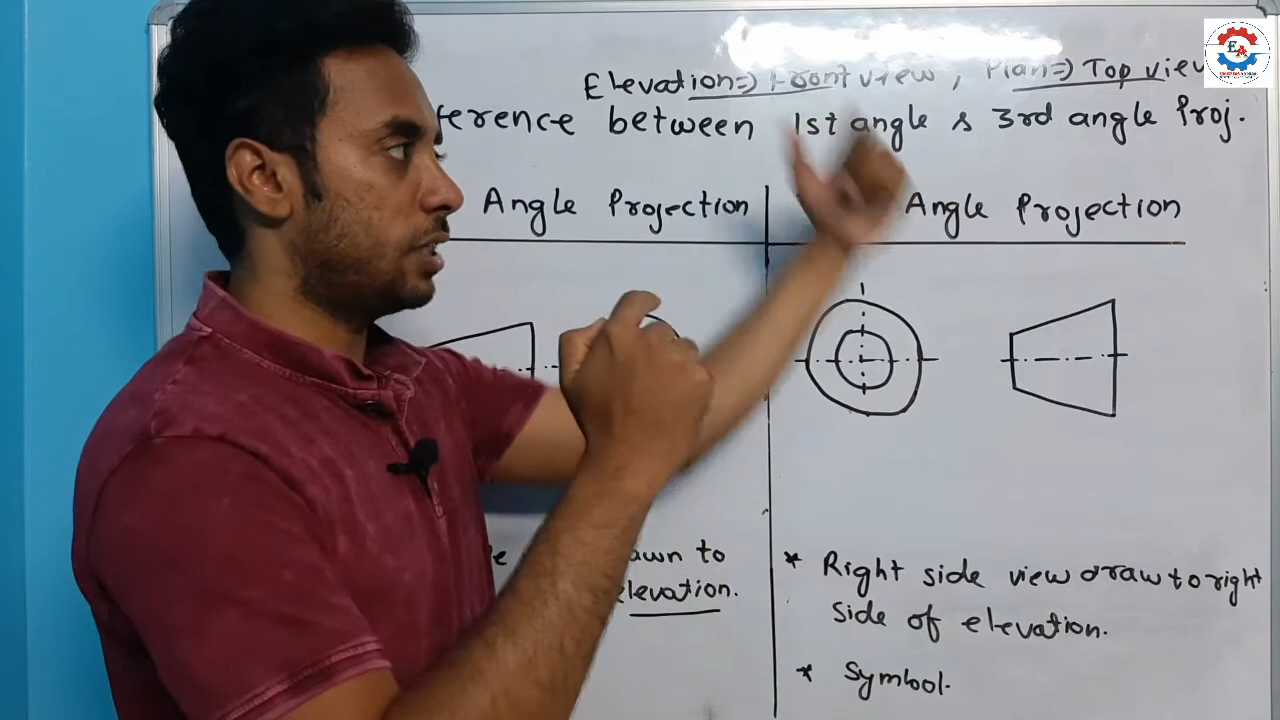 Elevation=) Front view, Plan=) Top view
ference between 1st angle & 3rd angle Proj.
Angle Projection
Angle Projection
awn to
elevation.
* Right side view draw to right
side of elevation.
* Symbol.
EA